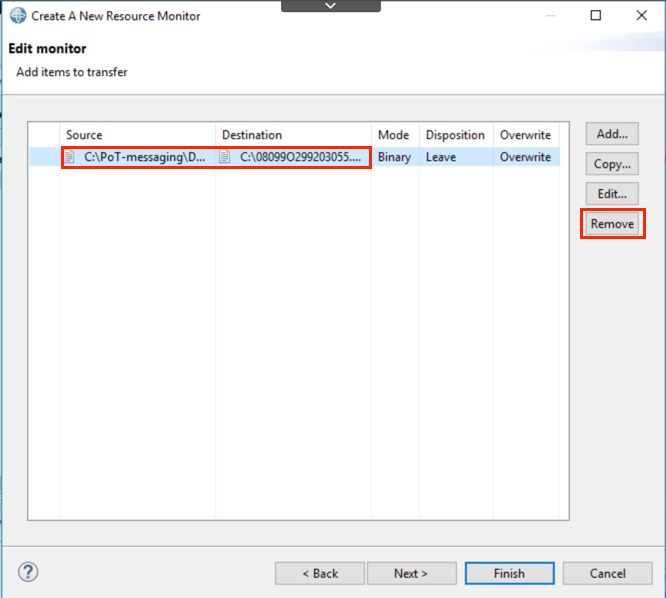 Create A New Resource Monitor
Edit monitor
Add items to transfer
Source Destination Mode Disposition Overwrite
C:\PoT-messaging\D... C:\08099O299203055.... Binary Leave Overwrite
Add...
Copy...
Edit...
Remove
?
< Back Next > Finish Cancel